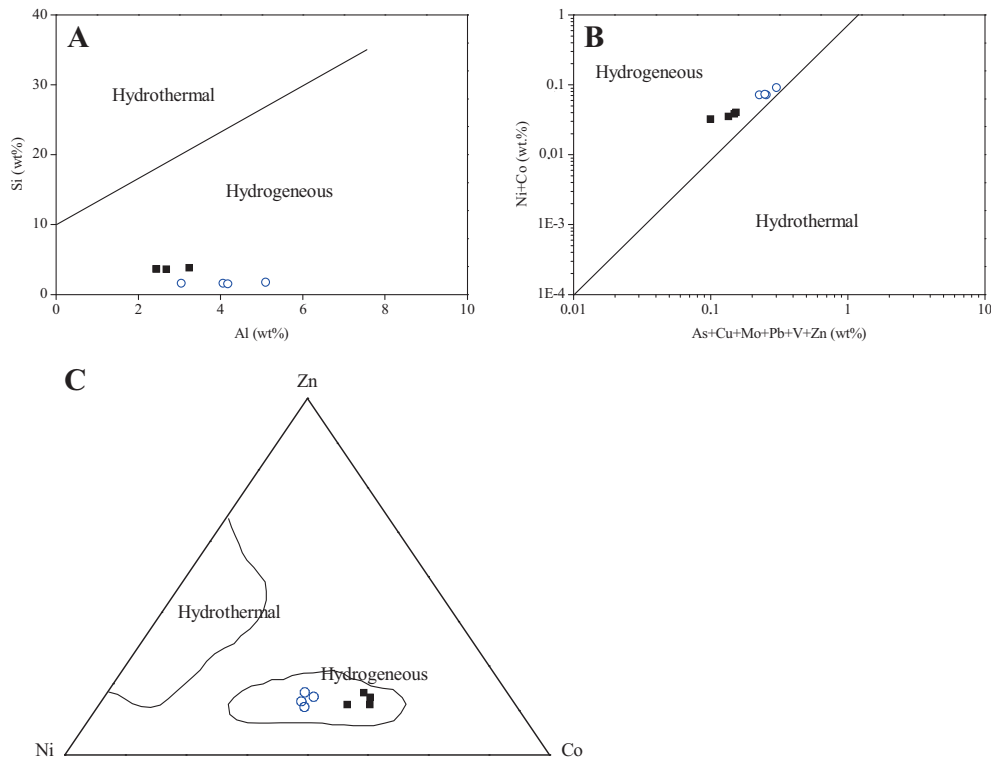 A
40
30
20
10
0
Si (wt%)
Hydrothermal
Hydrogeneous
0 2 4 6 8 10
Al (wt%)
B
1
0.1
0.01
1E-3
1E-4
Ni+Co (wt.%)
Hydrogeneous
Hydrothermal
0.01 0.1 1 10
As+Cu+Mo+Pb+V+Zn (wt%)
C
Zn
Hydrothermal
Hydrogeneous
Ni
Co